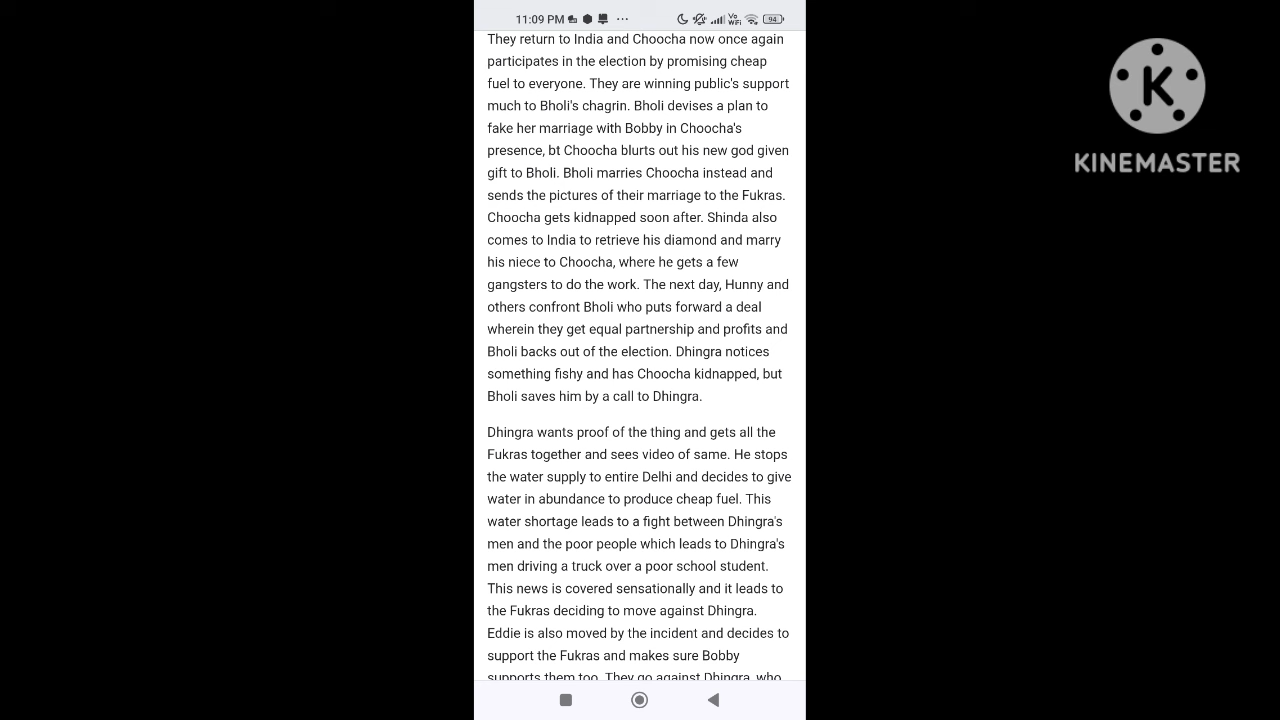 11:09 PM
Vo
WiFi
94
They return to India and Choocha now once again
participates in the election by promising cheap
fuel to everyone. They are winning public's support
much to Bholi's chagrin. Bholi devises a plan to
fake her marriage with Bobby in Choocha's
presence, bt Choocha blurts out his new god given
gift to Bholi. Bholi marries Choocha instead and
sends the pictures of their marriage to the Fukras.
Choocha gets kidnapped soon after. Shinda also
comes to India to retrieve his diamond and marry
his niece to Choocha, where he gets a few
gangsters to do the work. The next day, Hunny and
others confront Bholi who puts forward a deal
wherein they get equal partnership and profits and
Bholi backs out of the election. Dhingra notices
something fishy and has Choocha kidnapped, but
Bholi saves him by a call to Dhingra.
Dhingra wants proof of the thing and gets all the
Fukras together and sees video of same. He stops
the water supply to entire Delhi and decides to give
water in abundance to produce cheap fuel. This
water shortage leads to a fight between Dhingra's
men and the poor people which leads to Dhingra's
men driving a truck over a poor school student.
This news is covered sensationally and it leads to
the Fukras deciding to move against Dhingra.
Eddie is also moved by the incident and decides to
support the Fukras and makes sure Bobby
supports them too. They go against Dhingra, who
K
KINEMASTER